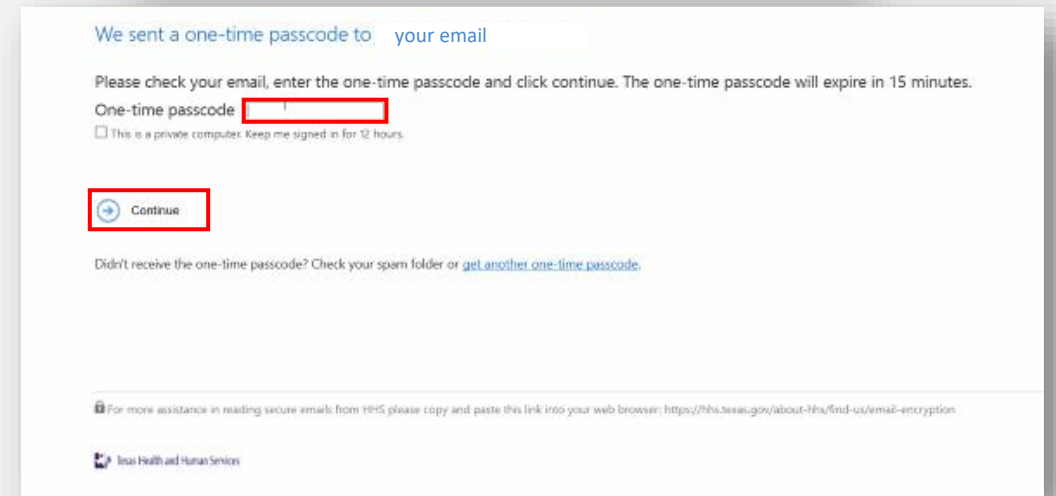 We sent a one-time passcode to your email
Please check your email, enter the one-time passcode and click continue. The one-time passcode will expire in 15 minutes.
One-time passcode
This is a private computer. Keep me signed in for 12 hours.
Continue
Didn't receive the one-time passcode? Check your spam folder or get another one-time passcode.
For more assistance in reading secure emails from HHS please copy and paste this link into your web browser: https://hhs.texas.gov/about-hhs/find-us/email-encryption
Texas Health and Human Services